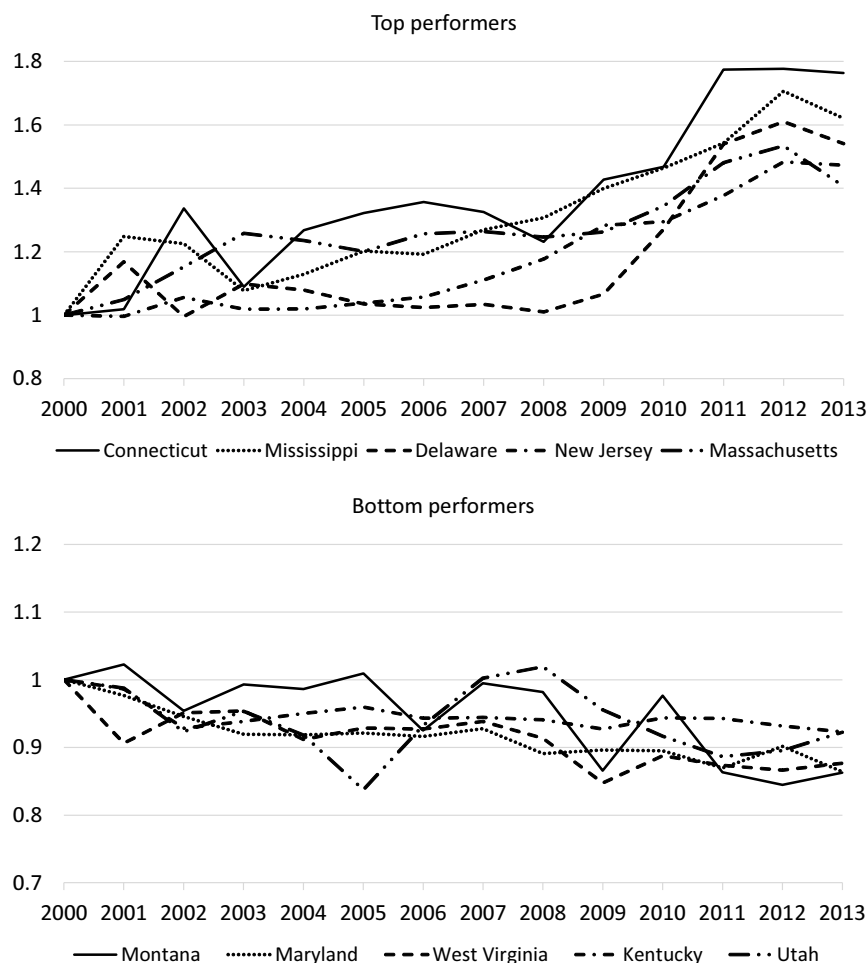 Top performers
1.8
1.6
1.4
1.2
1
0.8
2000 2001 2002 2003 2004 2005 2006 2007 2008 2009 2010 2011 2012 2013
Connecticut Mississippi Delaware New Jersey Massachusetts
Bottom performers
1.2
1.1
1
0.9
0.8
0.7
2000 2001 2002 2003 2004 2005 2006 2007 2008 2009 2010 2011 2012 2013
Montana Maryland West Virginia Kentucky Utah